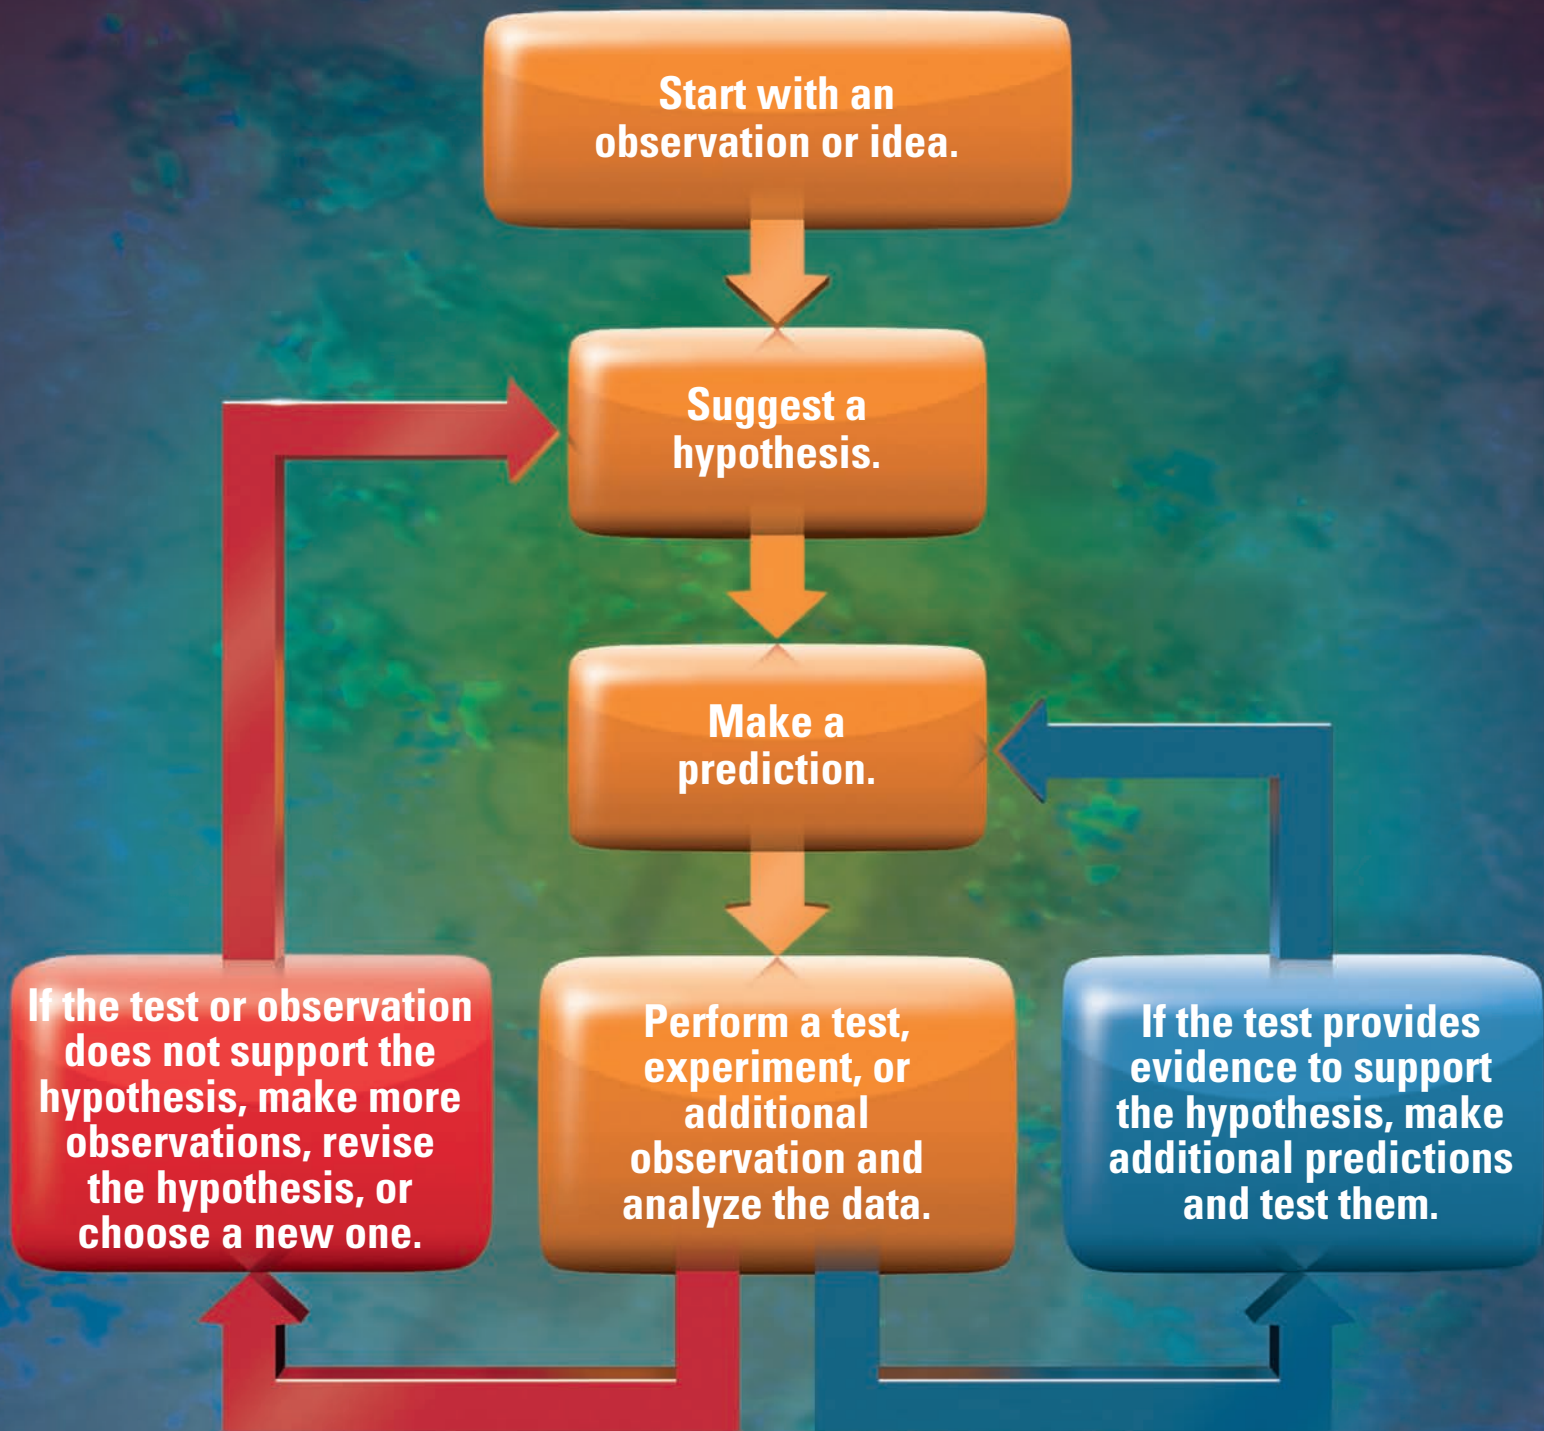 Start with an
observation or idea.
Suggest a
hypothesis.
Make a
prediction.
If the test or observation
does not support the
hypothesis, make more
observations, revise
the hypothesis, or
choose a new one.
Perform a test,
experiment, or
additional
observation and
analyze the data.
If the test provides
evidence to support
the hypothesis, make
additional predictions
and test them.